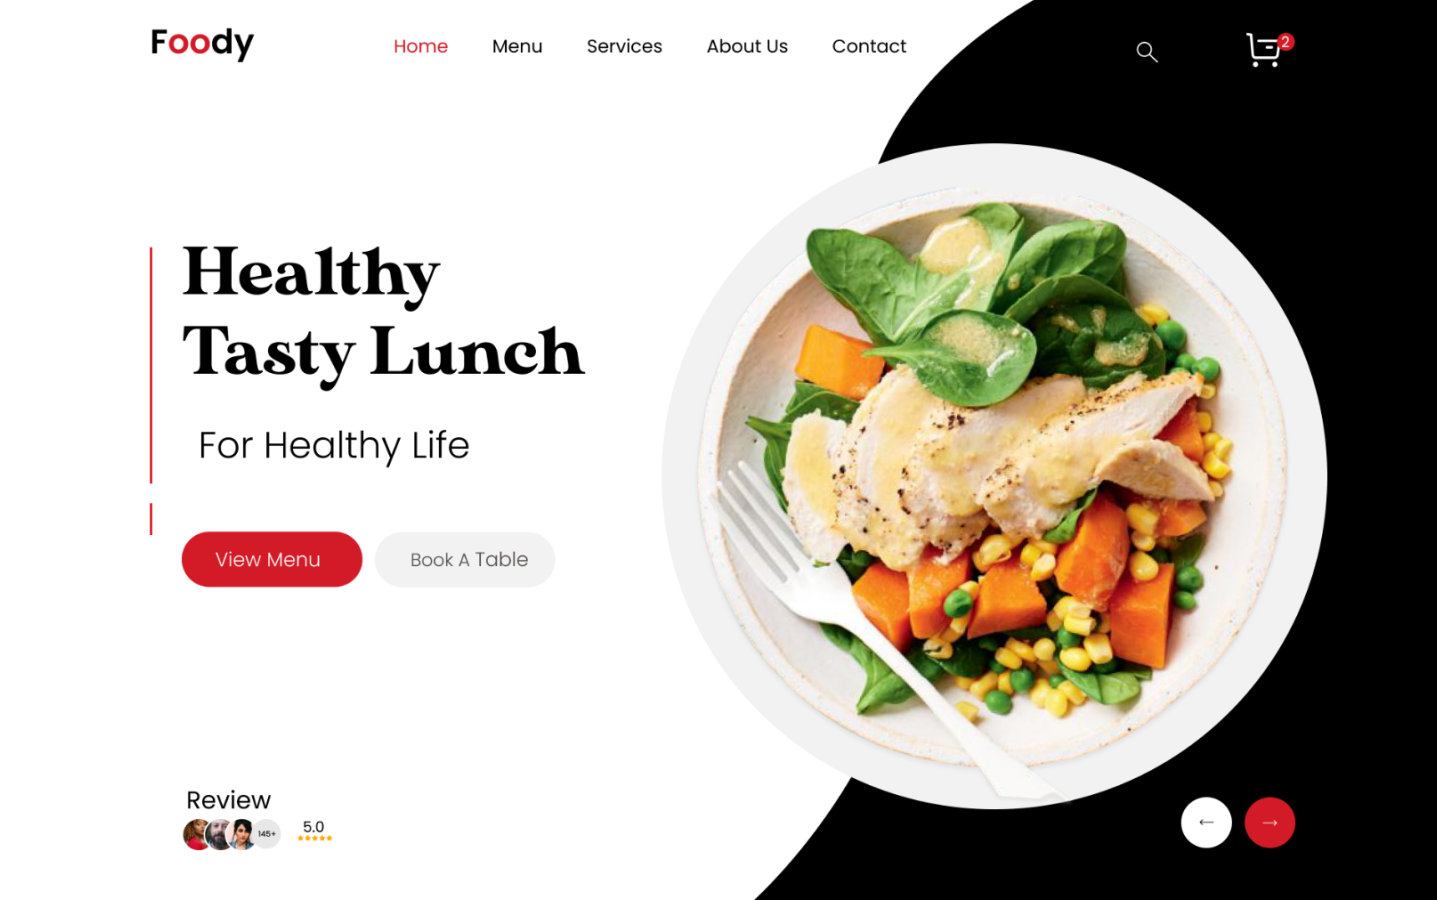 Foody
Home Menu Services About Us Contact
2
Healthy
Tasty Lunch
For Healthy Life
View Menu
Book A Table
Review
145+
5.0